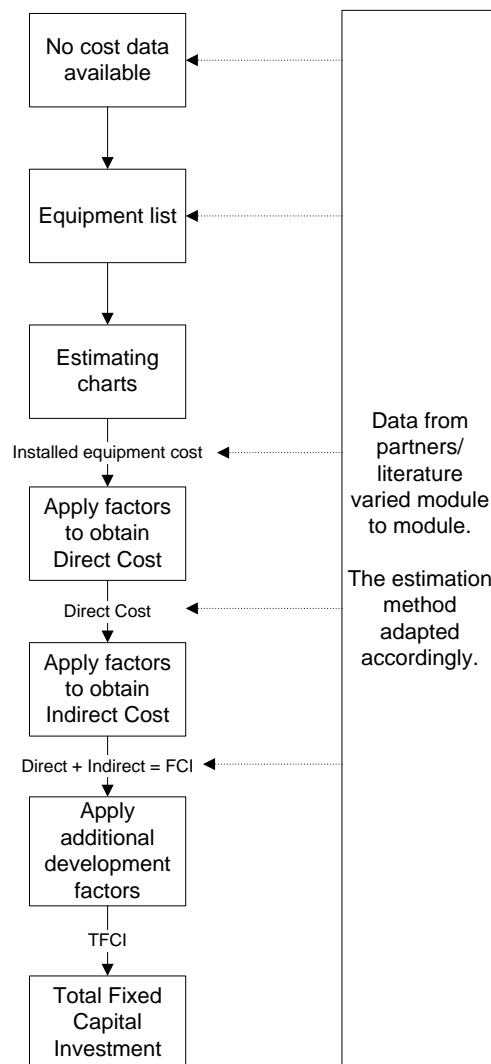 No cost data
available
Equipment list
Estimating
charts
Installed equipment cost
Apply factors
to obtain
Direct Cost
Direct Cost
Apply factors
to obtain
Indirect Cost
Direct + Indirect = FCI
Apply
additional
development
factors
TFCI
Total Fixed
Capital
Investment
Data from
partners/
literature
varied module
to module.
The estimation
method
adapted
accordingly.